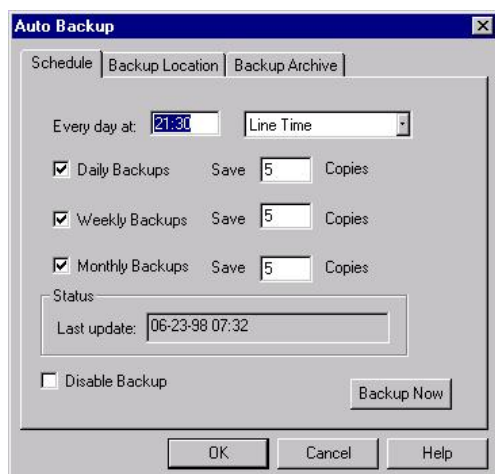 Auto Backup
Schedule Backup Location Backup Archive
Every day at: 21:30 Line Time
Daily Backups Save 5 Copies
Weekly Backups Save 5 Copies
Monthly Backups Save 5 Copies
Status
Last update: 06-23-98 07:32
Disable Backup
Backup Now
OK Cancel Help